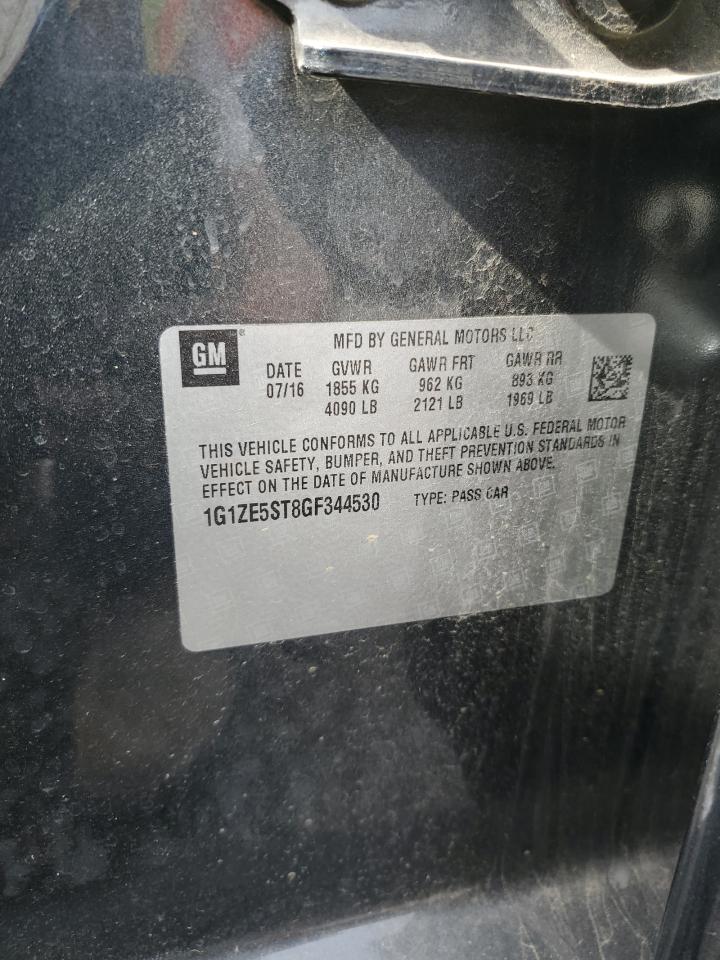 GM ®
MFD BY GENERAL MOTORS LLC
DATE GVWR GAWR FRT GAWR RR
07/16 1855 KG 962 KG 893 KG
4090 LB 2121 LB 1969 LB
THIS VEHICLE CONFORMS TO ALL APPLICABLE U.S. FEDERAL MOTOR
VEHICLE SAFETY, BUMPER, AND THEFT PREVENTION STANDARDS IN
EFFECT ON THE DATE OF MANUFACTURE SHOWN ABOVE.
1G1ZE5ST8GF344530 TYPE: PASS CAR